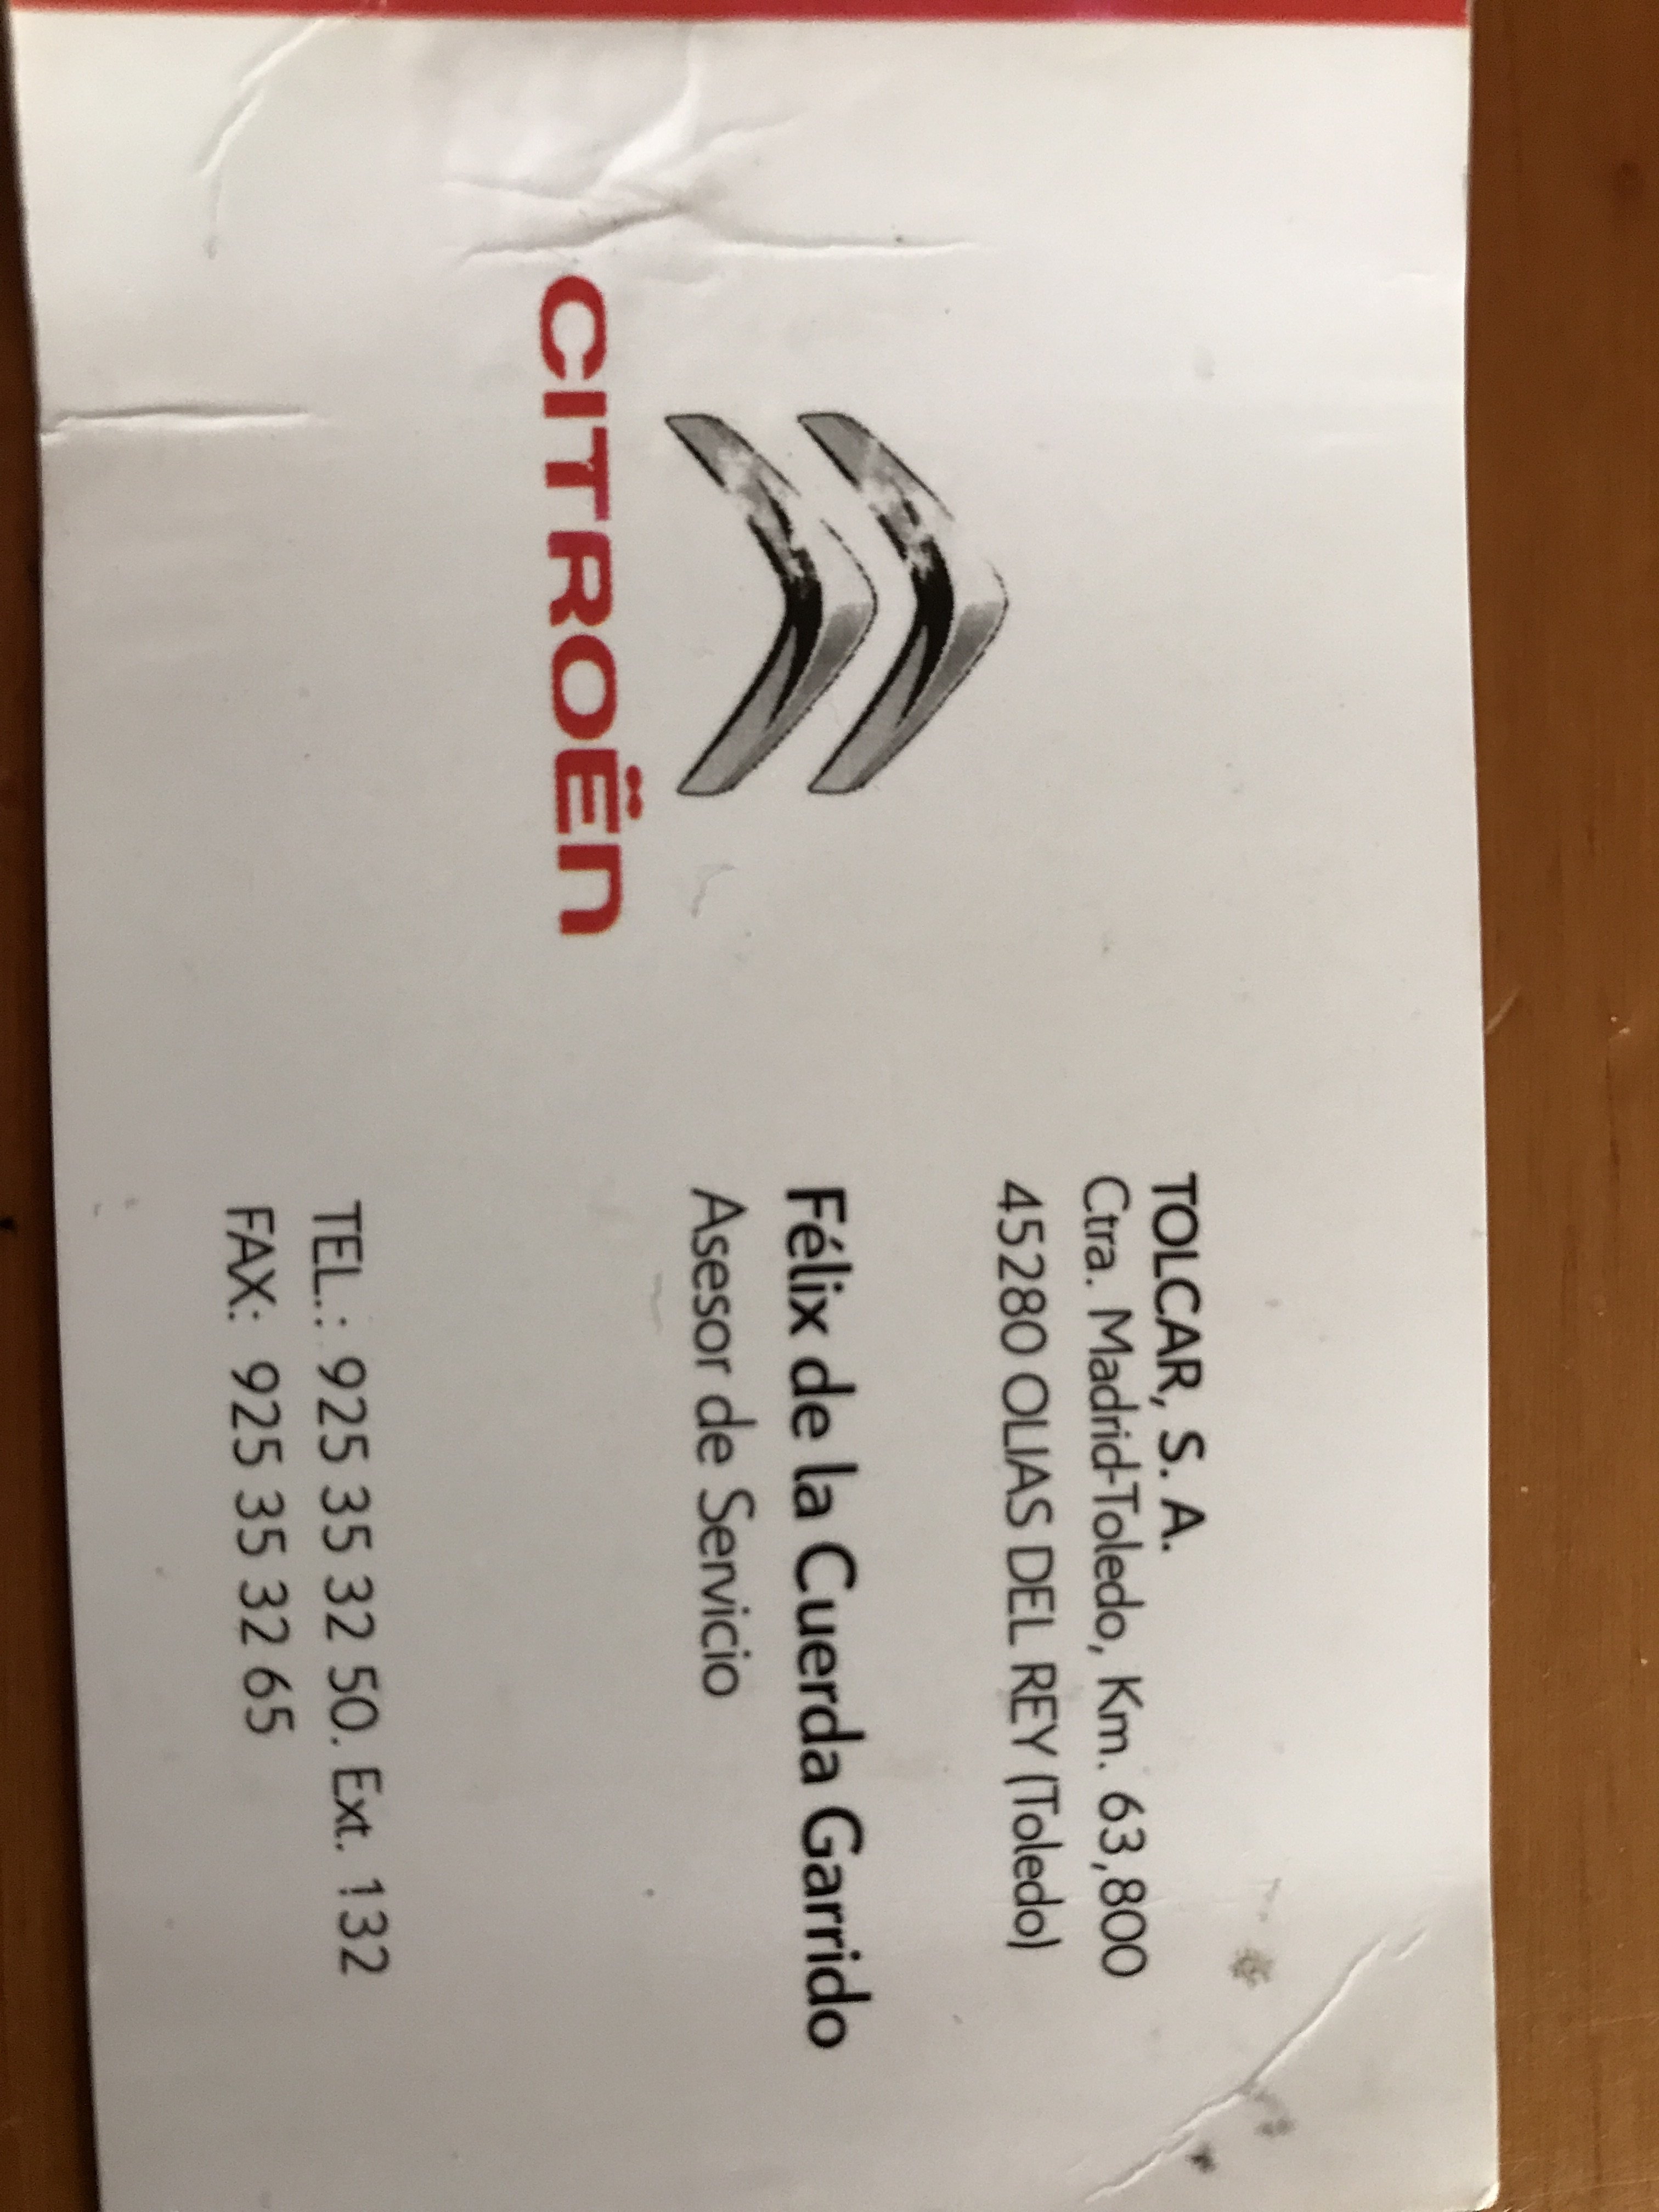 CITROËN
TOLCAR, S. A.
Ctra. Madrid-Toledo, Km. 63,800
45280 OLIAS DEL REY (Toledo)
Félix de la Cuerda Garrido
Asesor de Servicio
TEL.: 925 35 32 50. Ext. 132
FAX: 925 35 32 65